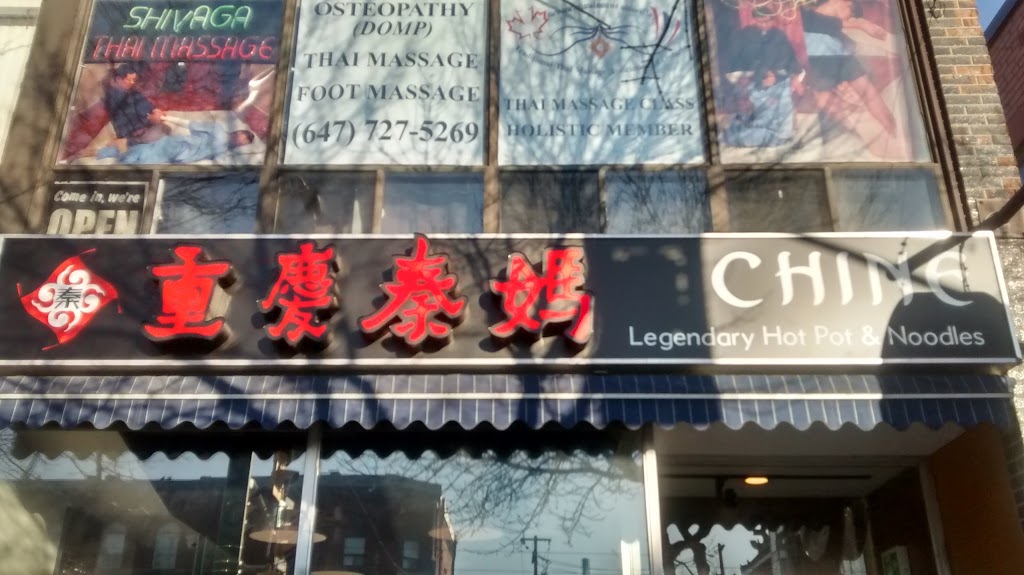 SHIVAGA
THAI MASSAGE
OSTEOPATHY
(DOMP)
THAI MASSAGE
FOOT MASSAGE
(647) 727-5269
THAI MASSAGE CLASS
HOLISTIC MEMBER
Come in, we're
OPEN
秦
重慶秦媽
CHINE
Legendary Hot Pot & Noodles